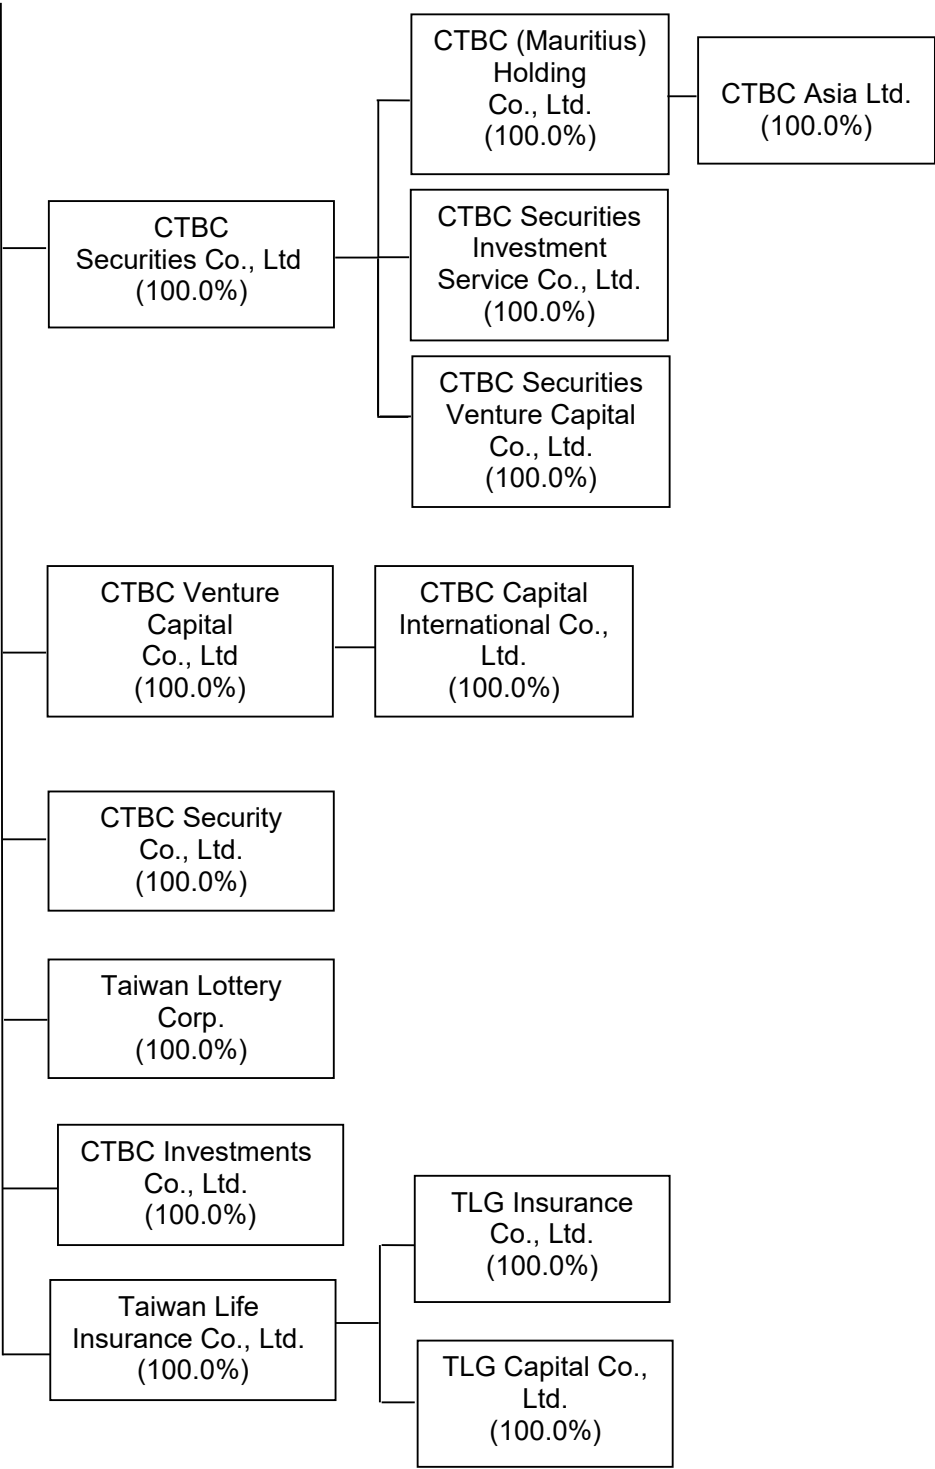 CTBC (Mauritius)
Holding
Co., Ltd.
(100.0%)
CTBC Asia Ltd.
(100.0%)
CTBC
Securities Co., Ltd
(100.0%)
CTBC Securities
Investment
Service Co., Ltd.
(100.0%)
CTBC Securities
Venture Capital
Co., Ltd.
(100.0%)
CTBC Venture
Capital
Co., Ltd
(100.0%)
CTBC Capital
International Co.,
Ltd.
(100.0%)
CTBC Security
Co., Ltd.
(100.0%)
Taiwan Lottery
Corp.
(100.0%)
CTBC Investments
Co., Ltd.
(100.0%)
TLG Insurance
Co., Ltd.
(100.0%)
Taiwan Life
Insurance Co., Ltd.
(100.0%)
TLG Capital Co.,
Ltd.
(100.0%)